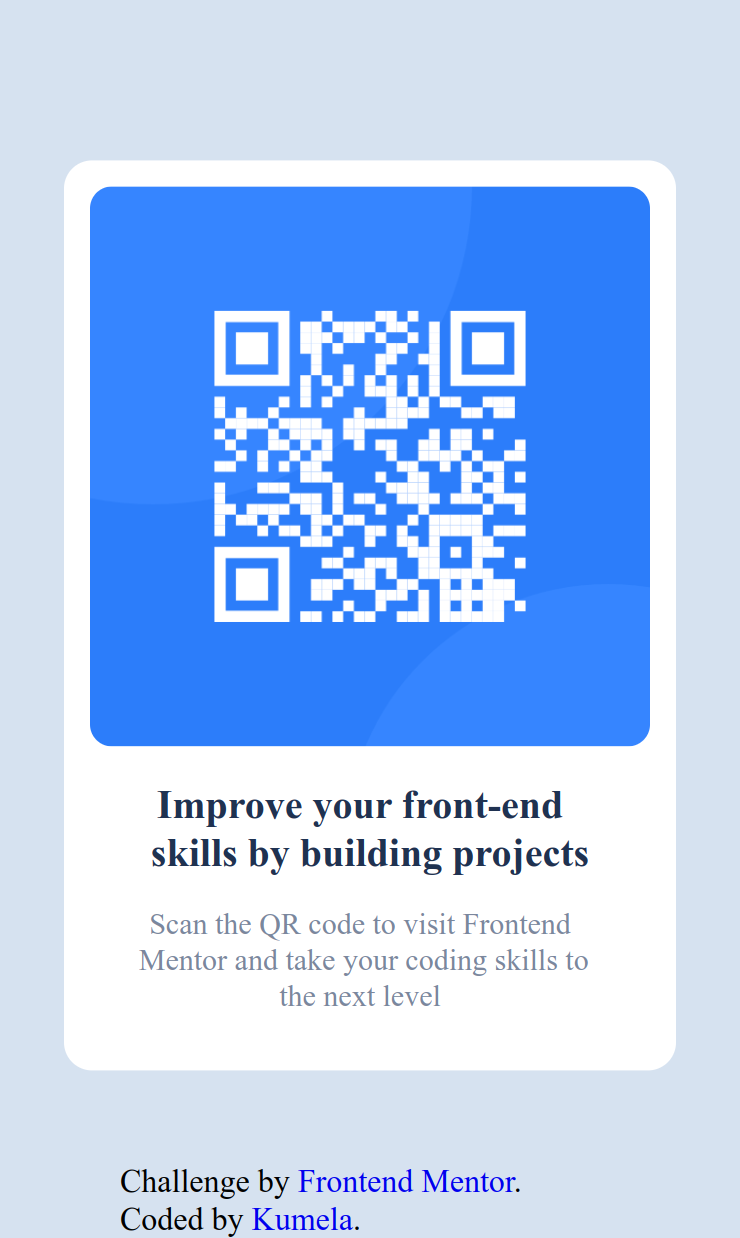 Improve your front-end
skills by building projects
Scan the QR code to visit Frontend
Mentor and take your coding skills to
the next level
Challenge by Frontend Mentor.
Coded by Kumela.